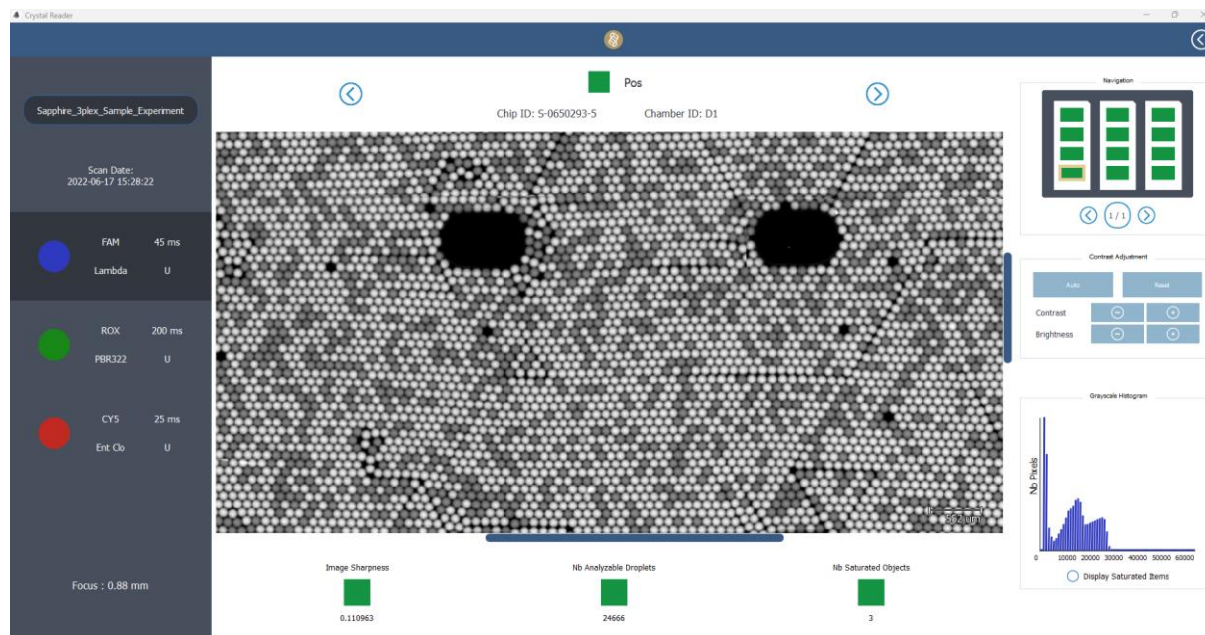 Crystal Reader
Sapphire_3plex_Sample_Experiment
Scan Date:
2022-06-17 15:28:22
FAM 45 ms
Lambda U
ROX 200 ms
PBR322 U
CY5 25 ms
Ent Clo U
Focus : 0.88 mm
Pos
Chip ID: S-0650293-5 Chamber ID: D1
Image Sharpness
0.110963
Nb Analyzable Droplets
24666
Nb Saturated Objects
3
Navigation
1 / 1
Contrast Adjustment
Auto Reset
Contrast
Brightness
Grayscale Histogram
Nb Pixels
0 10000 20000 30000 40000 50000 60000
Display Saturated Items